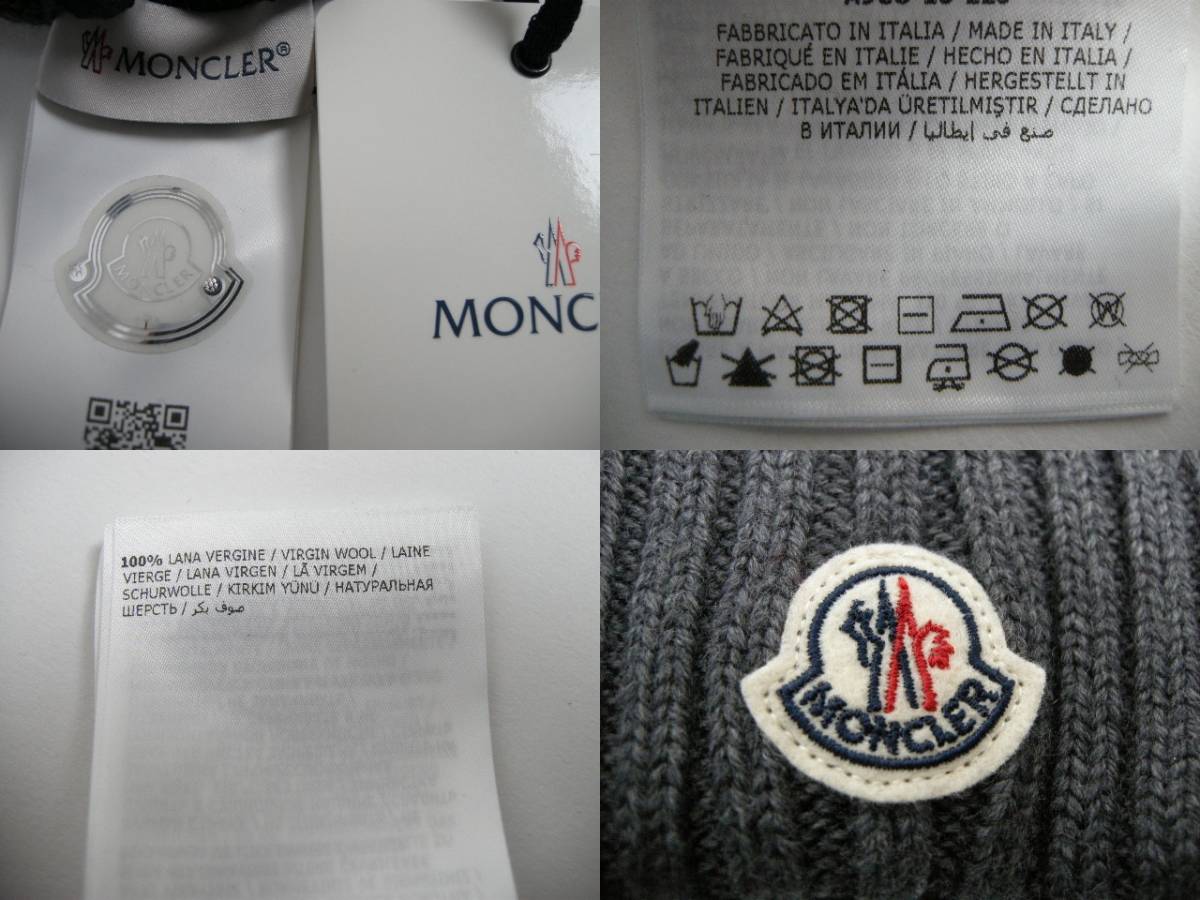 MONCLER®
MONCLER
MONC
FABBRICATO IN ITALIA / MADE IN ITALY /
FABRIQUÉ EN ITALIE / HECHO EN ITALIA /
FABRICADO EM ITÁLIA / HERGESTELLT IN
ITALIEN / ITALYA'DA ÜRETILMIŞTIR / СДЕЛАНО
В ИТАЛИИ / صنع في إيطاليا
100% LANA VERGINE / VIRGIN WOOL / LAINE
VIERGE / LANA VIRGEN / LÃ VIRGEM /
SCHURWOLLE / KIRKIM YÜNÜ / НАТУРАЛЬНАЯ
ШЕРСТЬ / صوف بكر
MONCLER